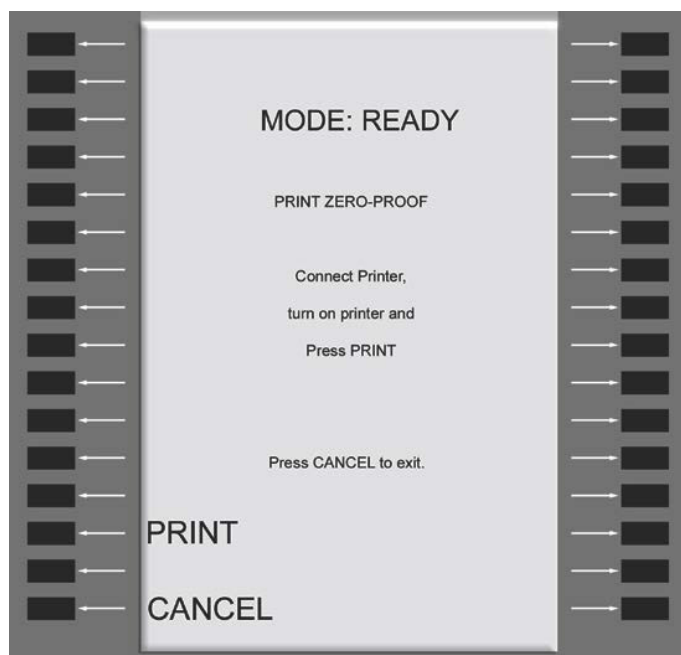 MODE: READY
PRINT ZERO-PROOF
Connect Printer,
turn on printer and
Press PRINT
Press CANCEL to exit.
PRINT
CANCEL